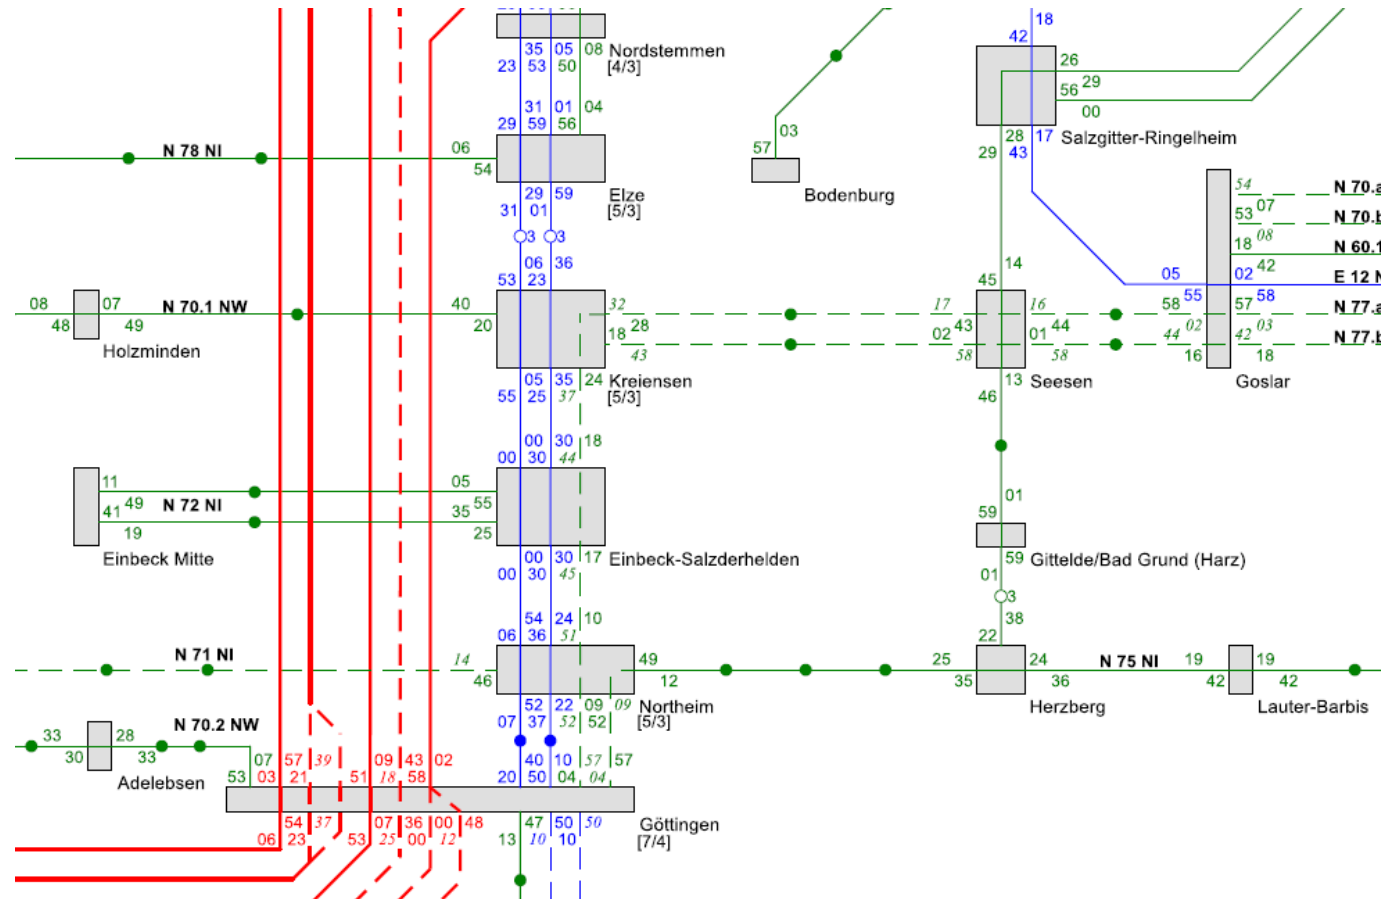 18
42
35 05 08 Nordstemmen
23 53 50 [4/3]
26
29
56
00
31 01 04
29 59 56
03
57
28 17
29 43
Salzgitter-Ringelheim
N 78 NI
06
54
29 59 Elze
31 01 [5/3]
Bodenburg
54
07
53
08
18
42
N 70.
N 70.
N 60.1
E 12
N 77.
N 77.
3 3
06 36
53 23
14
45
05 02
55 58
08 07
48 49
N 70.1 NW
40
20
32
28
18
43
17
43
02
58
16
44
01
58
58 57
02 03
44 42
16 18
Holzminden
05 35 24 Kreiensen
55 25 37 [5/3]
13
46
Seesen
Goslar
00 30 18
00 30 44
11
49
41
19
N 72 NI
05
55
35
25
01
59
Einbeck Mitte
00 30 17 Einbeck-Salzderhelden
00 30 45
59 Gittelde/Bad Grund (Harz)
01
3
54 24 10
06 36 51
38
22
N 71 NI
14
46
49
12
25 24
35 36
N 75 NI
19 19
42 42
52 22 09 09 Northeim
07 37 52 52 [5/3]
Herzberg
Lauter-Barbis
33 28
30 33
N 70.2 NW
Adelebsen
07 57 39 09 43 02 40 10 57 57
53 03 21 51 18 58 20 50 04 04
54 37 07 36 00 48 47 50 50 Göttingen
06 23 53 25 00 12 13 10 10 [7/4]